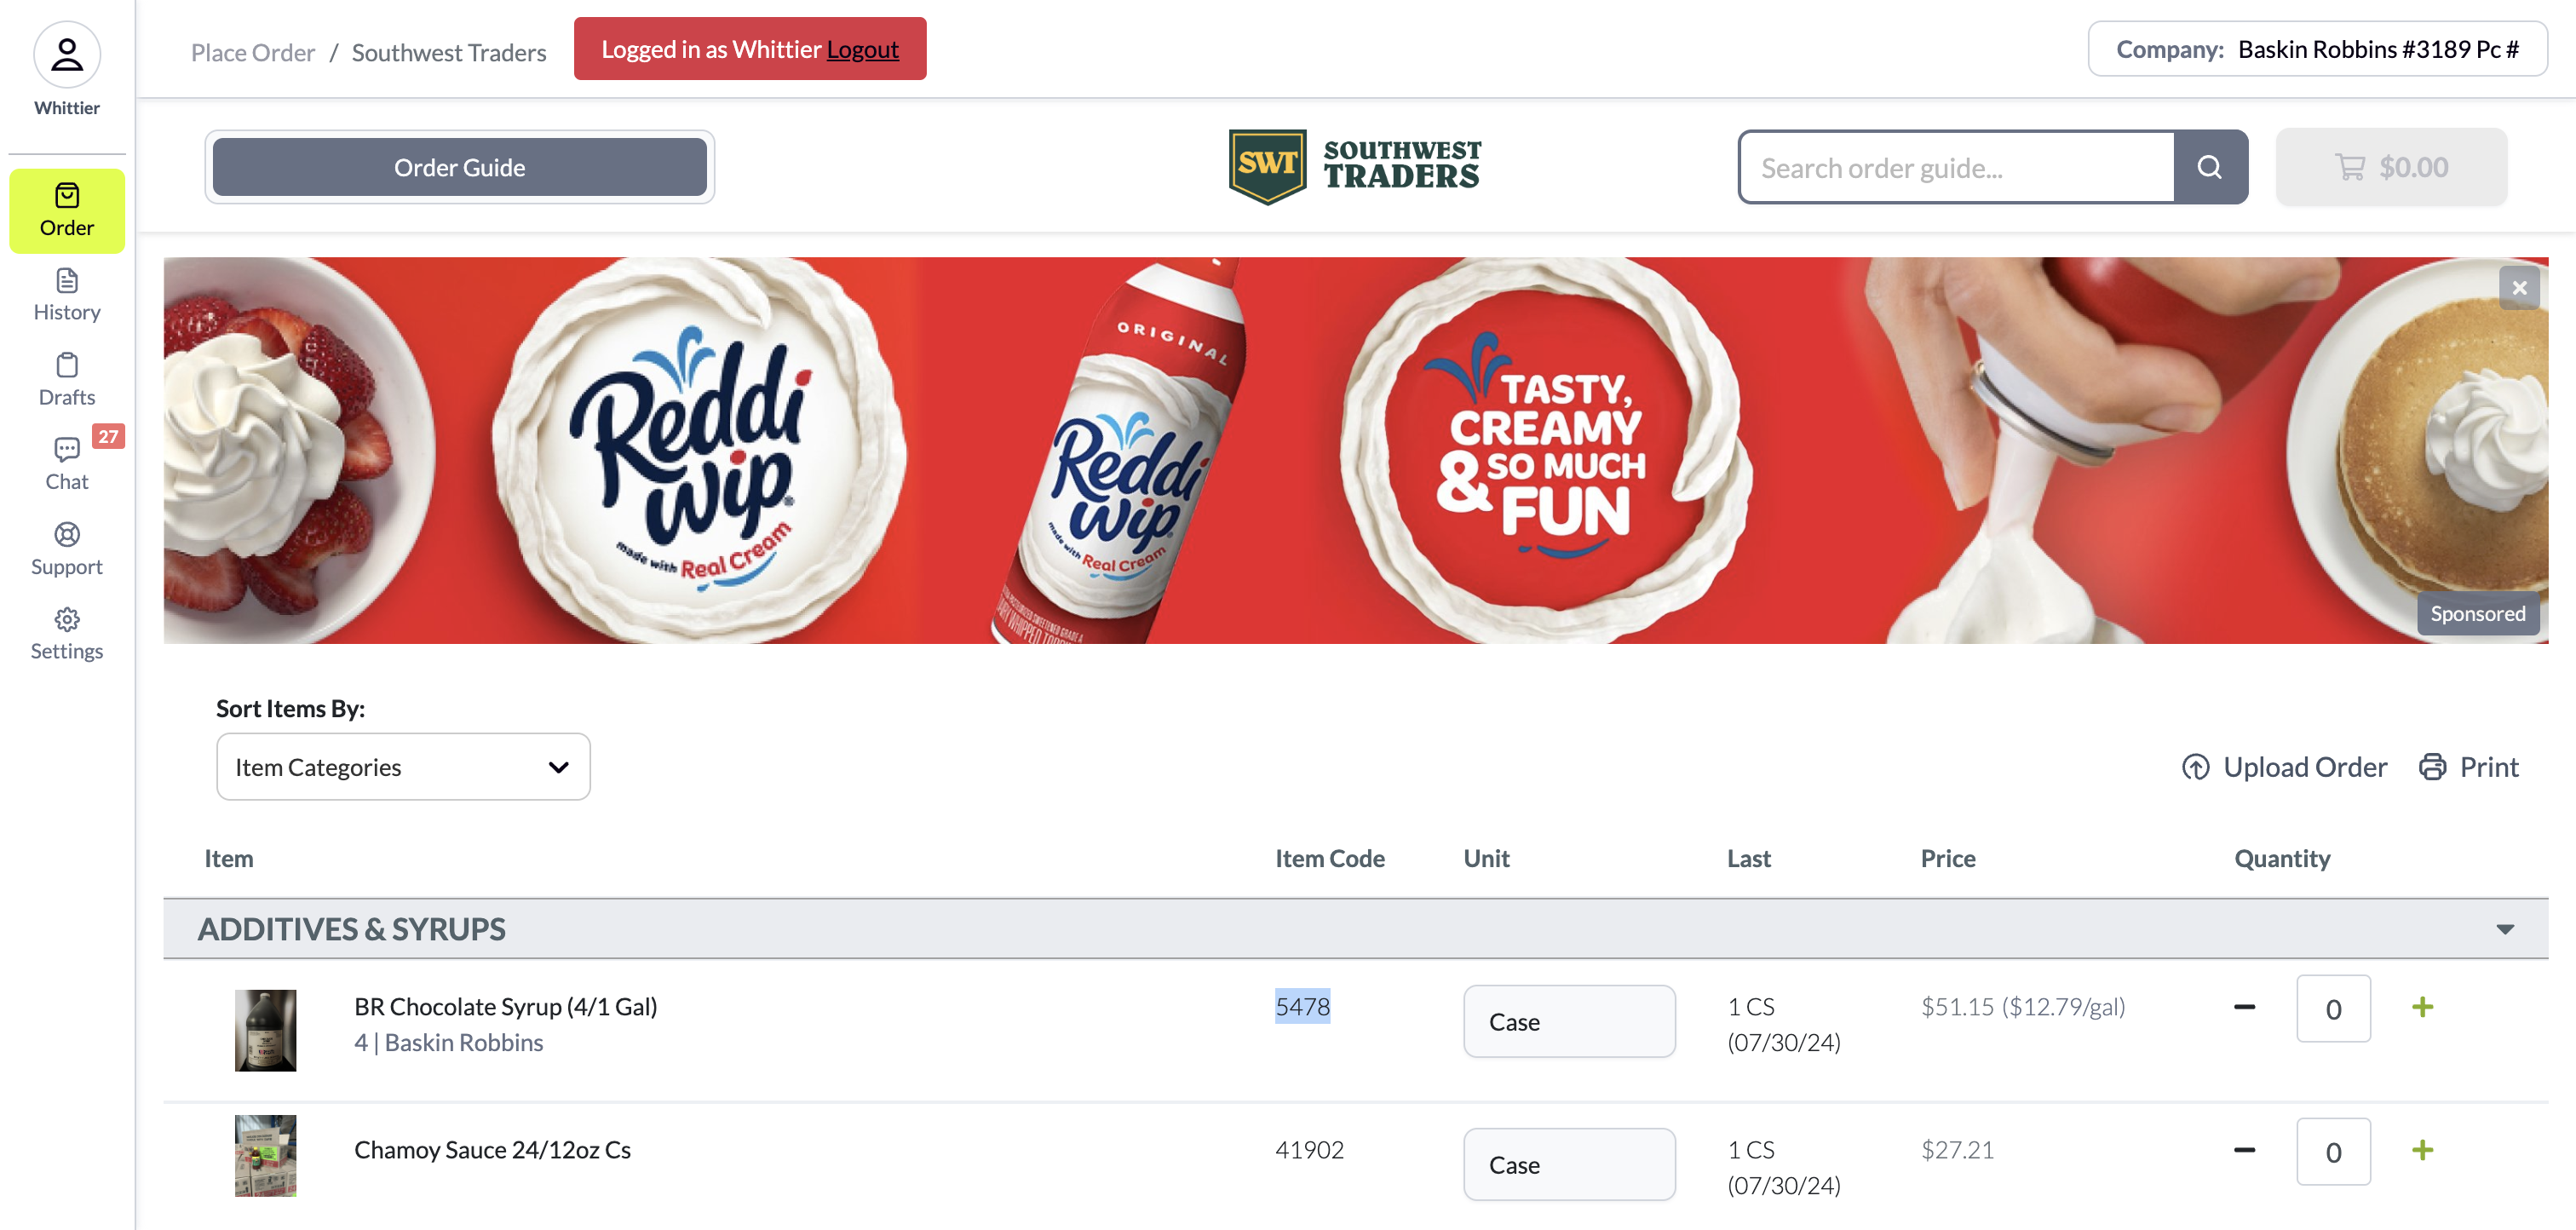 Whittier
Order
History
Drafts
27
Chat
Support
Settings
Place Order / Southwest Traders
Logged in as Whittier Logout
Company: Baskin Robbins #3189 Pc #
Order Guide
SWT SOUTHWEST TRADERS
Search order guide...
$0.00
Reddi
wip
made with Real Cream
ORIGINAL
Reddi
wip
made with Real Cream
TASTY,
CREAMY
& SO MUCH
FUN
Sponsored
Sort Items By:
Item Categories
Upload Order
Print
Item Item Code Unit Last Price Quantity
ADDITIVES & SYRUPS
BR Chocolate Syrup (4/1 Gal) 5478 Case 1 CS $51.15 ($12.79/gal) 0
4 | Baskin Robbins (07/30/24)
Chamoy Sauce 24/12oz Cs 41902 Case 1 CS $27.21 0
(07/30/24)